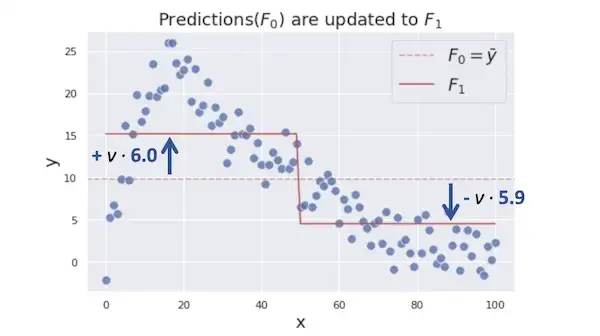 Predictions(F₀) are updated to F₁
25
20
15
10
5
0
y
F₀ = ȳ
F₁
+ ν · 6.0
- ν · 5.9
0 20 40 60 80 100
x